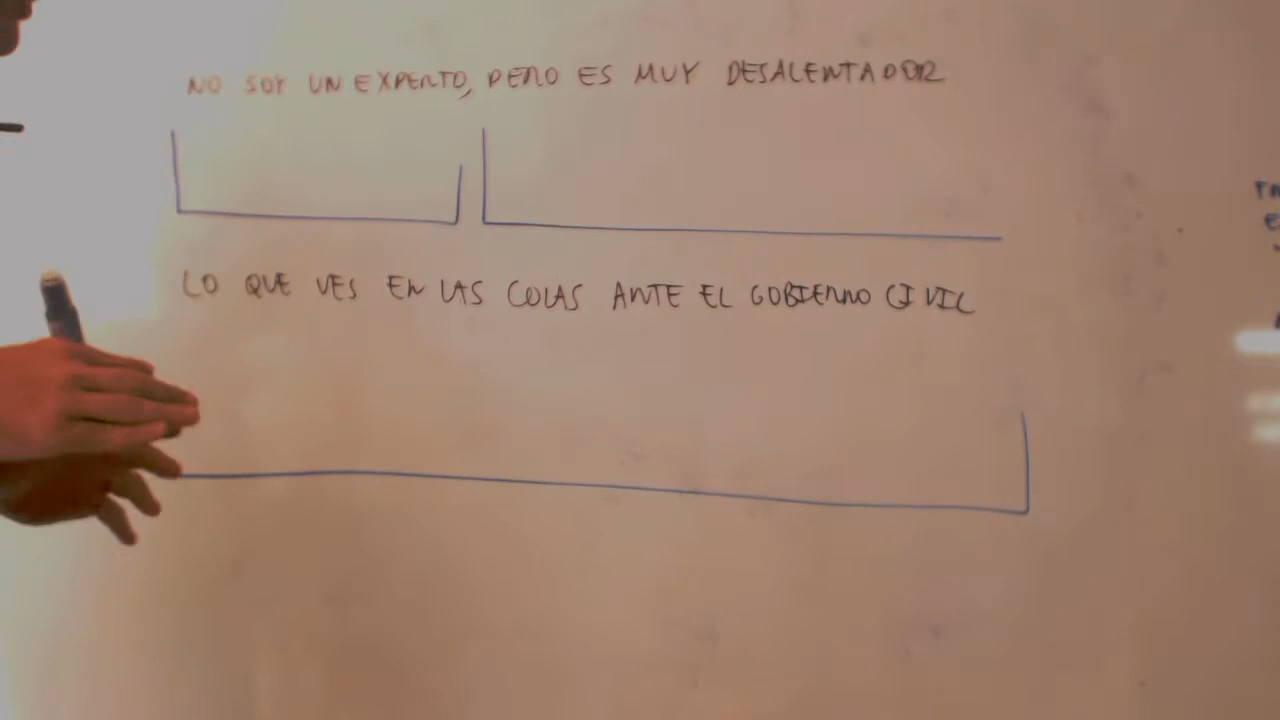 NO SOY UN EXPERTO, PERO ES MUY DESALENTADOR
LO QUE VES EN LAS COLAS ANTE EL GOBIERNO CIVIL